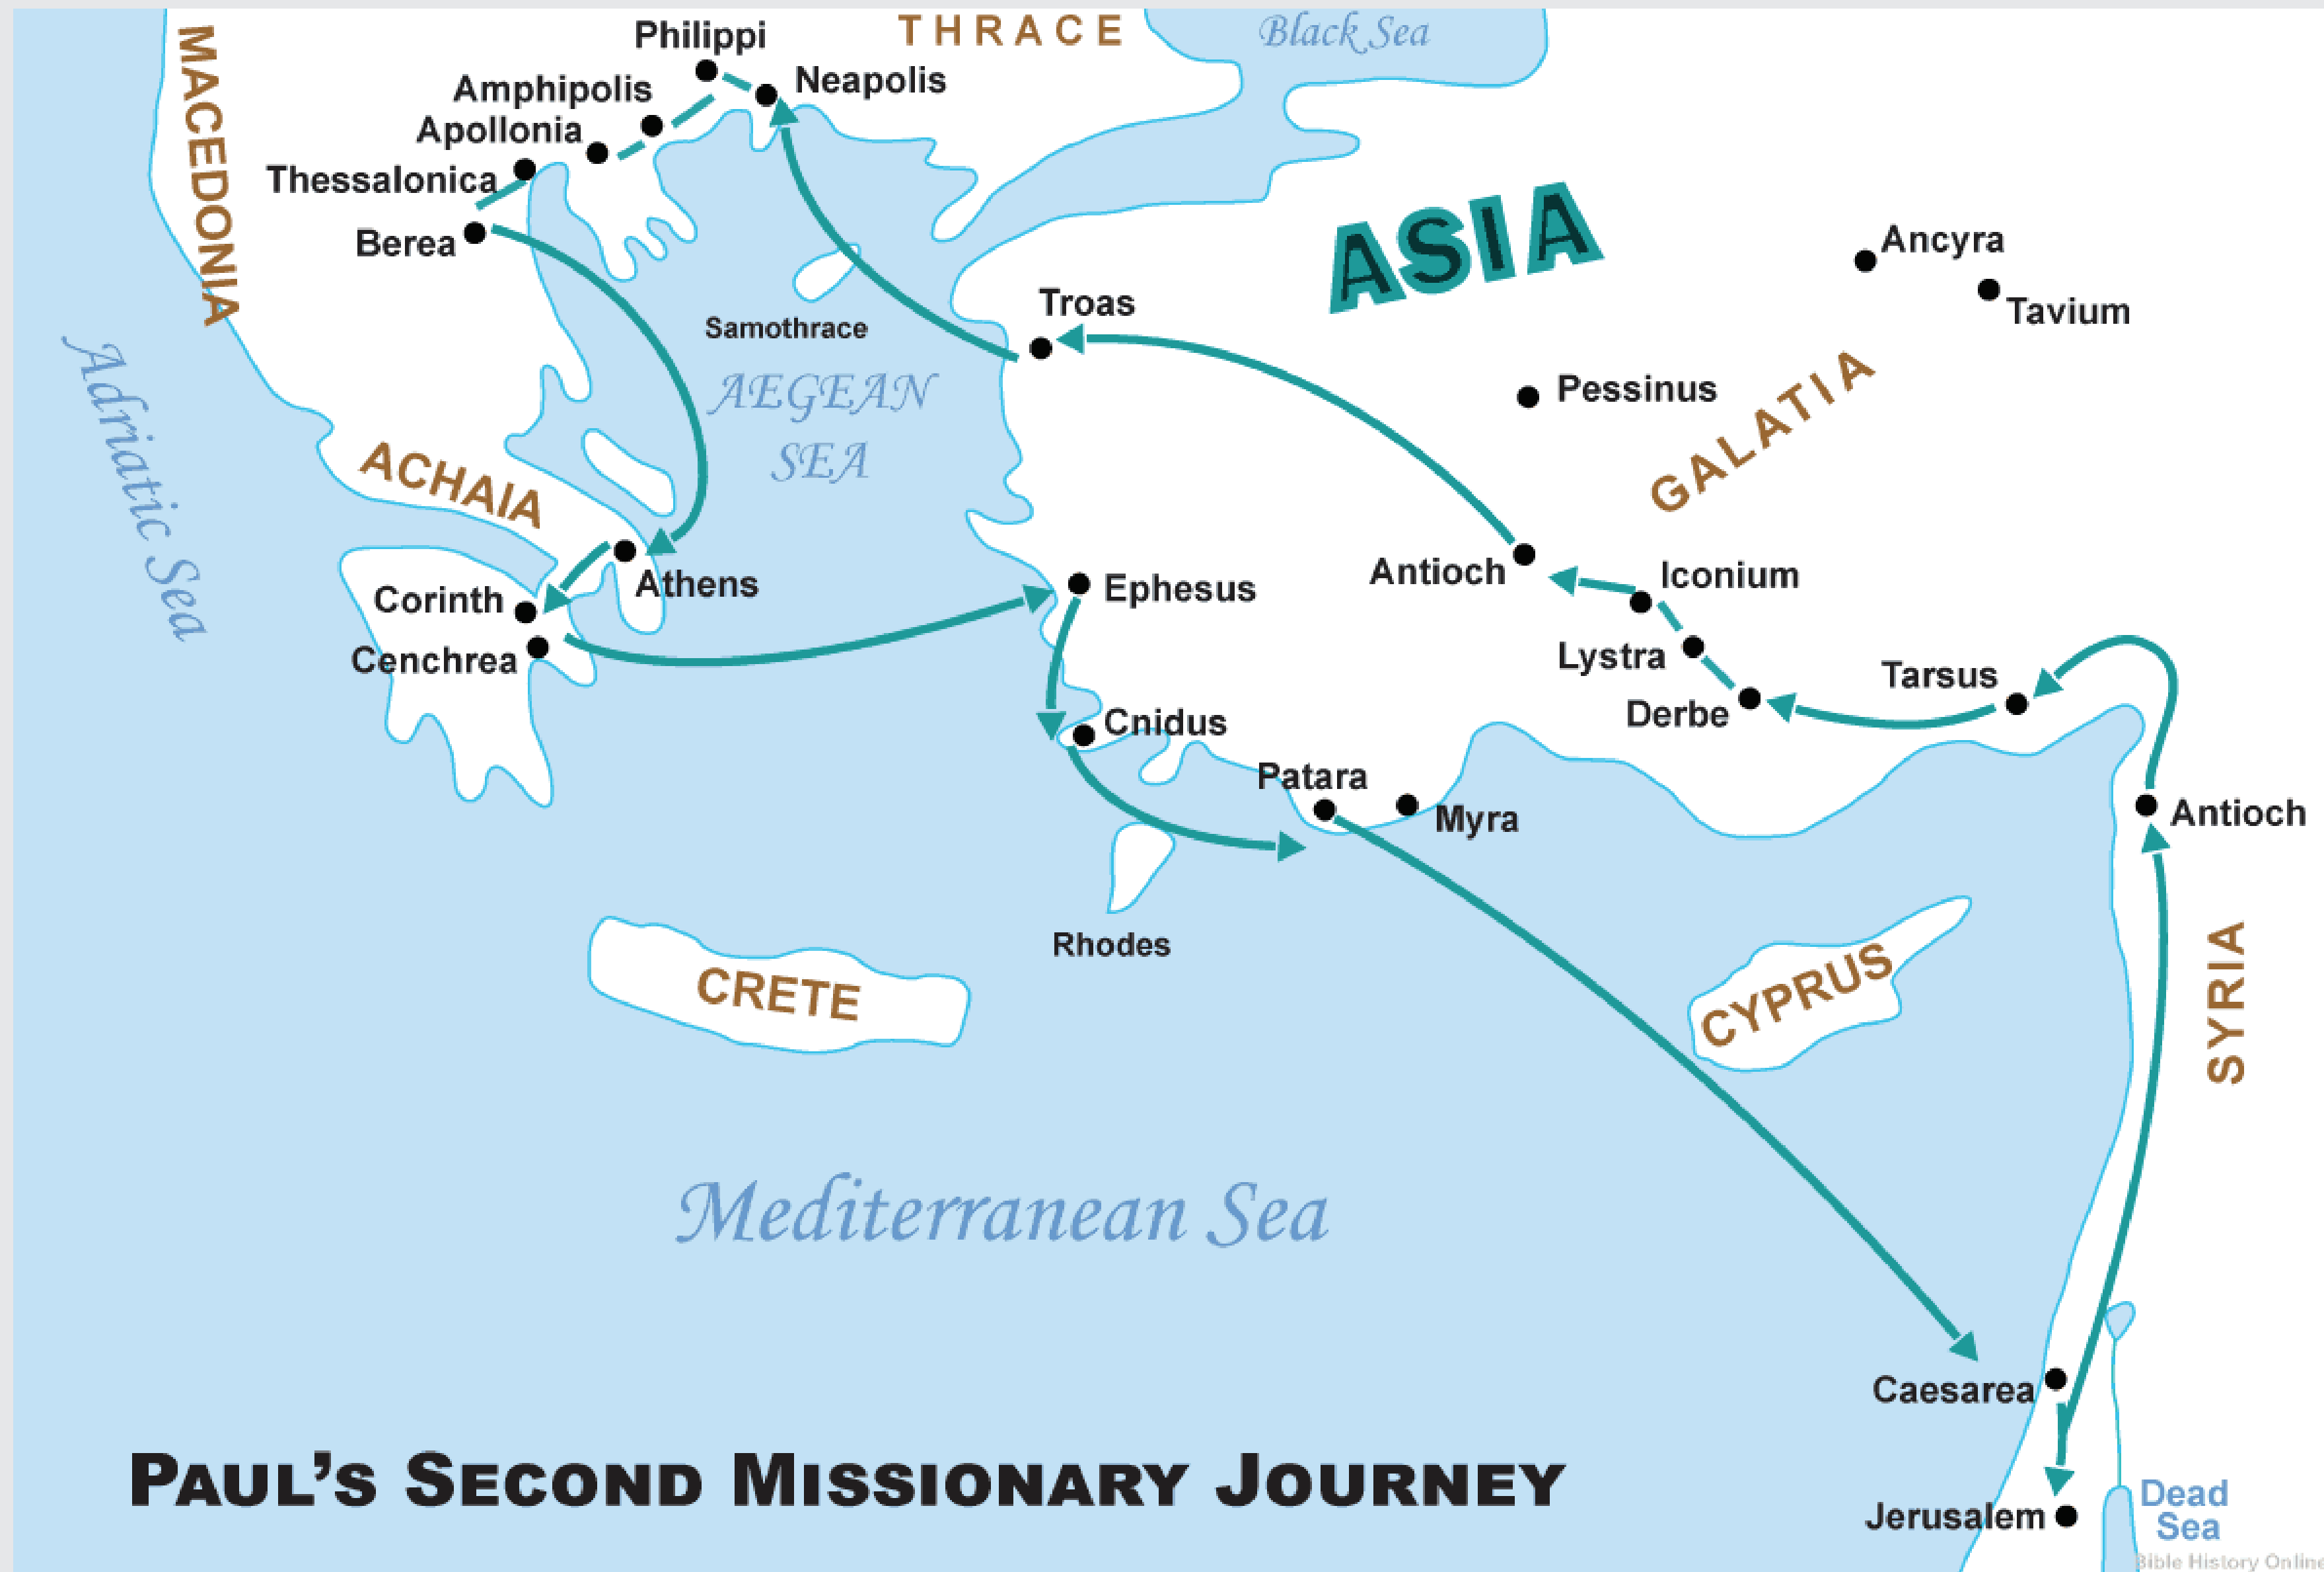 THRACE
Black Sea
Philippi
Neapolis
Amphipolis
Apollonia
Thessalonica
Berea
MACEDONIA
Adriatic Sea
Samothrace
AEGEAN
SEA
Troas
ASIA
Ancyra
Tavium
Pessinus
GALATIA
ACHAIA
Athens
Corinth
Cenchrea
Ephesus
Antioch
Iconium
Lystra
Derbe
Tarsus
Cnidus
Patara
Myra
Antioch
Rhodes
CRETE
CYPRUS
SYRIA
Mediterranean Sea
Caesarea
Jerusalem
Dead
Sea
PAUL'S SECOND MISSIONARY JOURNEY
Bible History Online